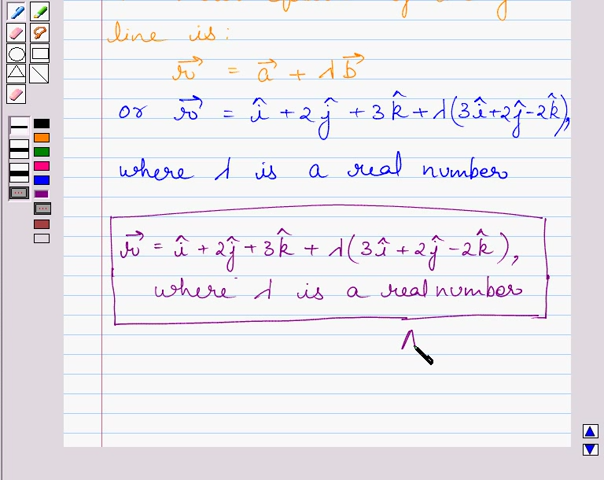 line is:
r⃗ = a⃗ + λb⃗
or r⃗ = î + 2ĵ + 3k̂ + λ(3î+2ĵ-2k̂),
where λ is a real number
r⃗ = î + 2ĵ + 3k̂ + λ(3î + 2ĵ - 2k̂),
where λ is a real number